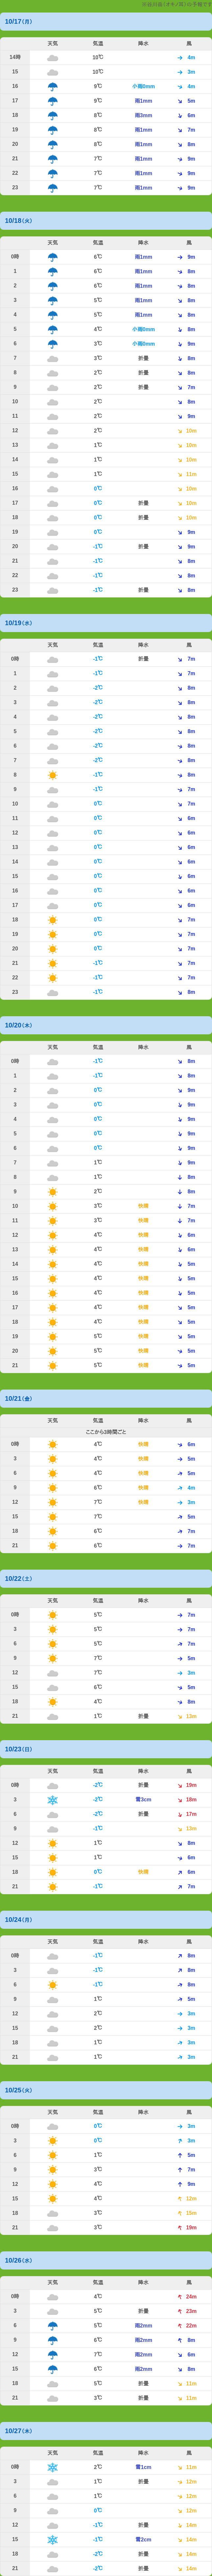 10/17(月)
天気 気温 降水 風
14時 10℃ 4m
15 10℃ 3m
16 9℃ 小雨0mm 4m
17 9℃ 雨1mm 5m
18 8℃ 雨3mm 6m
19 8℃ 雨1mm 7m
20 8℃ 雨1mm 8m
21 7℃ 雨1mm 9m
22 7℃ 雨1mm 9m
23 7℃ 雨1mm 9m
10/18(火)
天気 気温 降水 風
0時 6℃ 雨1mm 9m
1 6℃ 雨1mm 8m
2 6℃ 雨1mm 8m
3 5℃ 雨1mm 8m
4 5℃ 雨1mm 8m
5 4℃ 小雨0mm 8m
6 3℃ 小雨0mm 9m
7 3℃ 折畳 8m
8 2℃ 折畳 8m
9 2℃ 折畳 7m
10 2℃ 8m
11 2℃ 9m
12 2℃ 10m
13 1℃ 10m
14 1℃ 10m
15 1℃ 11m
16 0℃ 10m
17 0℃ 折畳 10m
18 0℃ 折畳 10m
19 0℃ 9m
20 -1℃ 折畳 9m
21 -1℃ 8m
22 -1℃ 8m
23 -1℃ 折畳 8m
10/19(水)
天気 気温 降水 風
0時 -1℃ 折畳 7m
1 -1℃ 7m
2 -2℃ 8m
3 -2℃ 8m
4 -2℃ 8m
5 -2℃ 8m
6 -2℃ 8m
7 -2℃ 8m
8 -1℃ 8m
9 -1℃ 7m
10 0℃ 7m
11 0℃ 6m
12 0℃ 6m
13 0℃ 6m
14 0℃ 6m
15 0℃ 6m
16 0℃ 6m
17 0℃ 6m
18 0℃ 7m
19 0℃ 7m
20 0℃ 7m
21 -1℃ 7m
22 -1℃ 7m
23 -1℃ 8m
10/20(木)
天気 気温 降水 風
0時 -1℃ 8m
1 -1℃ 8m
2 0℃ 9m
3 0℃ 9m
4 0℃ 9m
5 0℃ 9m
6 0℃ 9m
7 1℃ 9m
8 1℃ 8m
9 2℃ 8m
10 3℃ 快晴 7m
11 3℃ 快晴 7m
12 4℃ 快晴 6m
13 4℃ 快晴 6m
14 4℃ 快晴 5m
15 4℃ 快晴 5m
16 4℃ 快晴 5m
17 4℃ 快晴 5m
18 4℃ 快晴 5m
19 5℃ 快晴 5m
20 5℃ 快晴 5m
21 5℃ 快晴 5m
10/21(金)
天気 気温 降水 風
ここから3時間ごと
0時 4℃ 快晴 6m
3 4℃ 快晴 5m
6 4℃ 快晴 5m
9 6℃ 快晴 4m
12 7℃ 快晴 3m
15 7℃ 5m
18 6℃ 7m
21 6℃ 7m
10/22(土)
天気 気温 降水 風
0時 5℃ 7m
3 5℃ 7m
6 5℃ 7m
9 7℃ 5m
12 7℃ 3m
15 6℃ 5m
18 4℃ 8m
21 1℃ 折畳 13m
10/23(日)
天気 気温 降水 風
0時 -2℃ 折畳 19m
3 -2℃ 雪3cm 18m
6 -2℃ 折畳 17m
9 -1℃ 13m
12 1℃ 8m
15 1℃ 6m
18 0℃ 快晴 6m
21 -1℃ 7m
10/24(月)
天気 気温 降水 風
0時 -1℃ 8m
3 -1℃ 8m
6 -1℃ 8m
9 1℃ 5m
12 2℃ 3m
15 2℃ 3m
18 1℃ 3m
21 1℃ 3m
10/25(火)
天気 気温 降水 風
0時 0℃ 3m
3 0℃ 3m
6 1℃ 5m
9 3℃ 7m
12 4℃ 9m
15 4℃ 12m
18 3℃ 15m
21 3℃ 19m
10/26(水)
天気 気温 降水 風
0時 4℃ 24m
3 5℃ 折畳 23m
6 5℃ 雨2mm 22m
9 6℃ 雨2mm 8m
12 7℃ 雨2mm 6m
15 6℃ 雨2mm 8m
18 5℃ 折畳 11m
21 3℃ 折畳 11m
10/27(木)
天気 気温 降水 風
0時 2℃ 雪1cm 11m
3 1℃ 折畳 12m
6 1℃ 12m
9 0℃ 12m
12 -1℃ 折畳 14m
15 -1℃ 雪2cm 14m
18 -2℃ 折畳 14m
21 -2℃ 折畳 14m